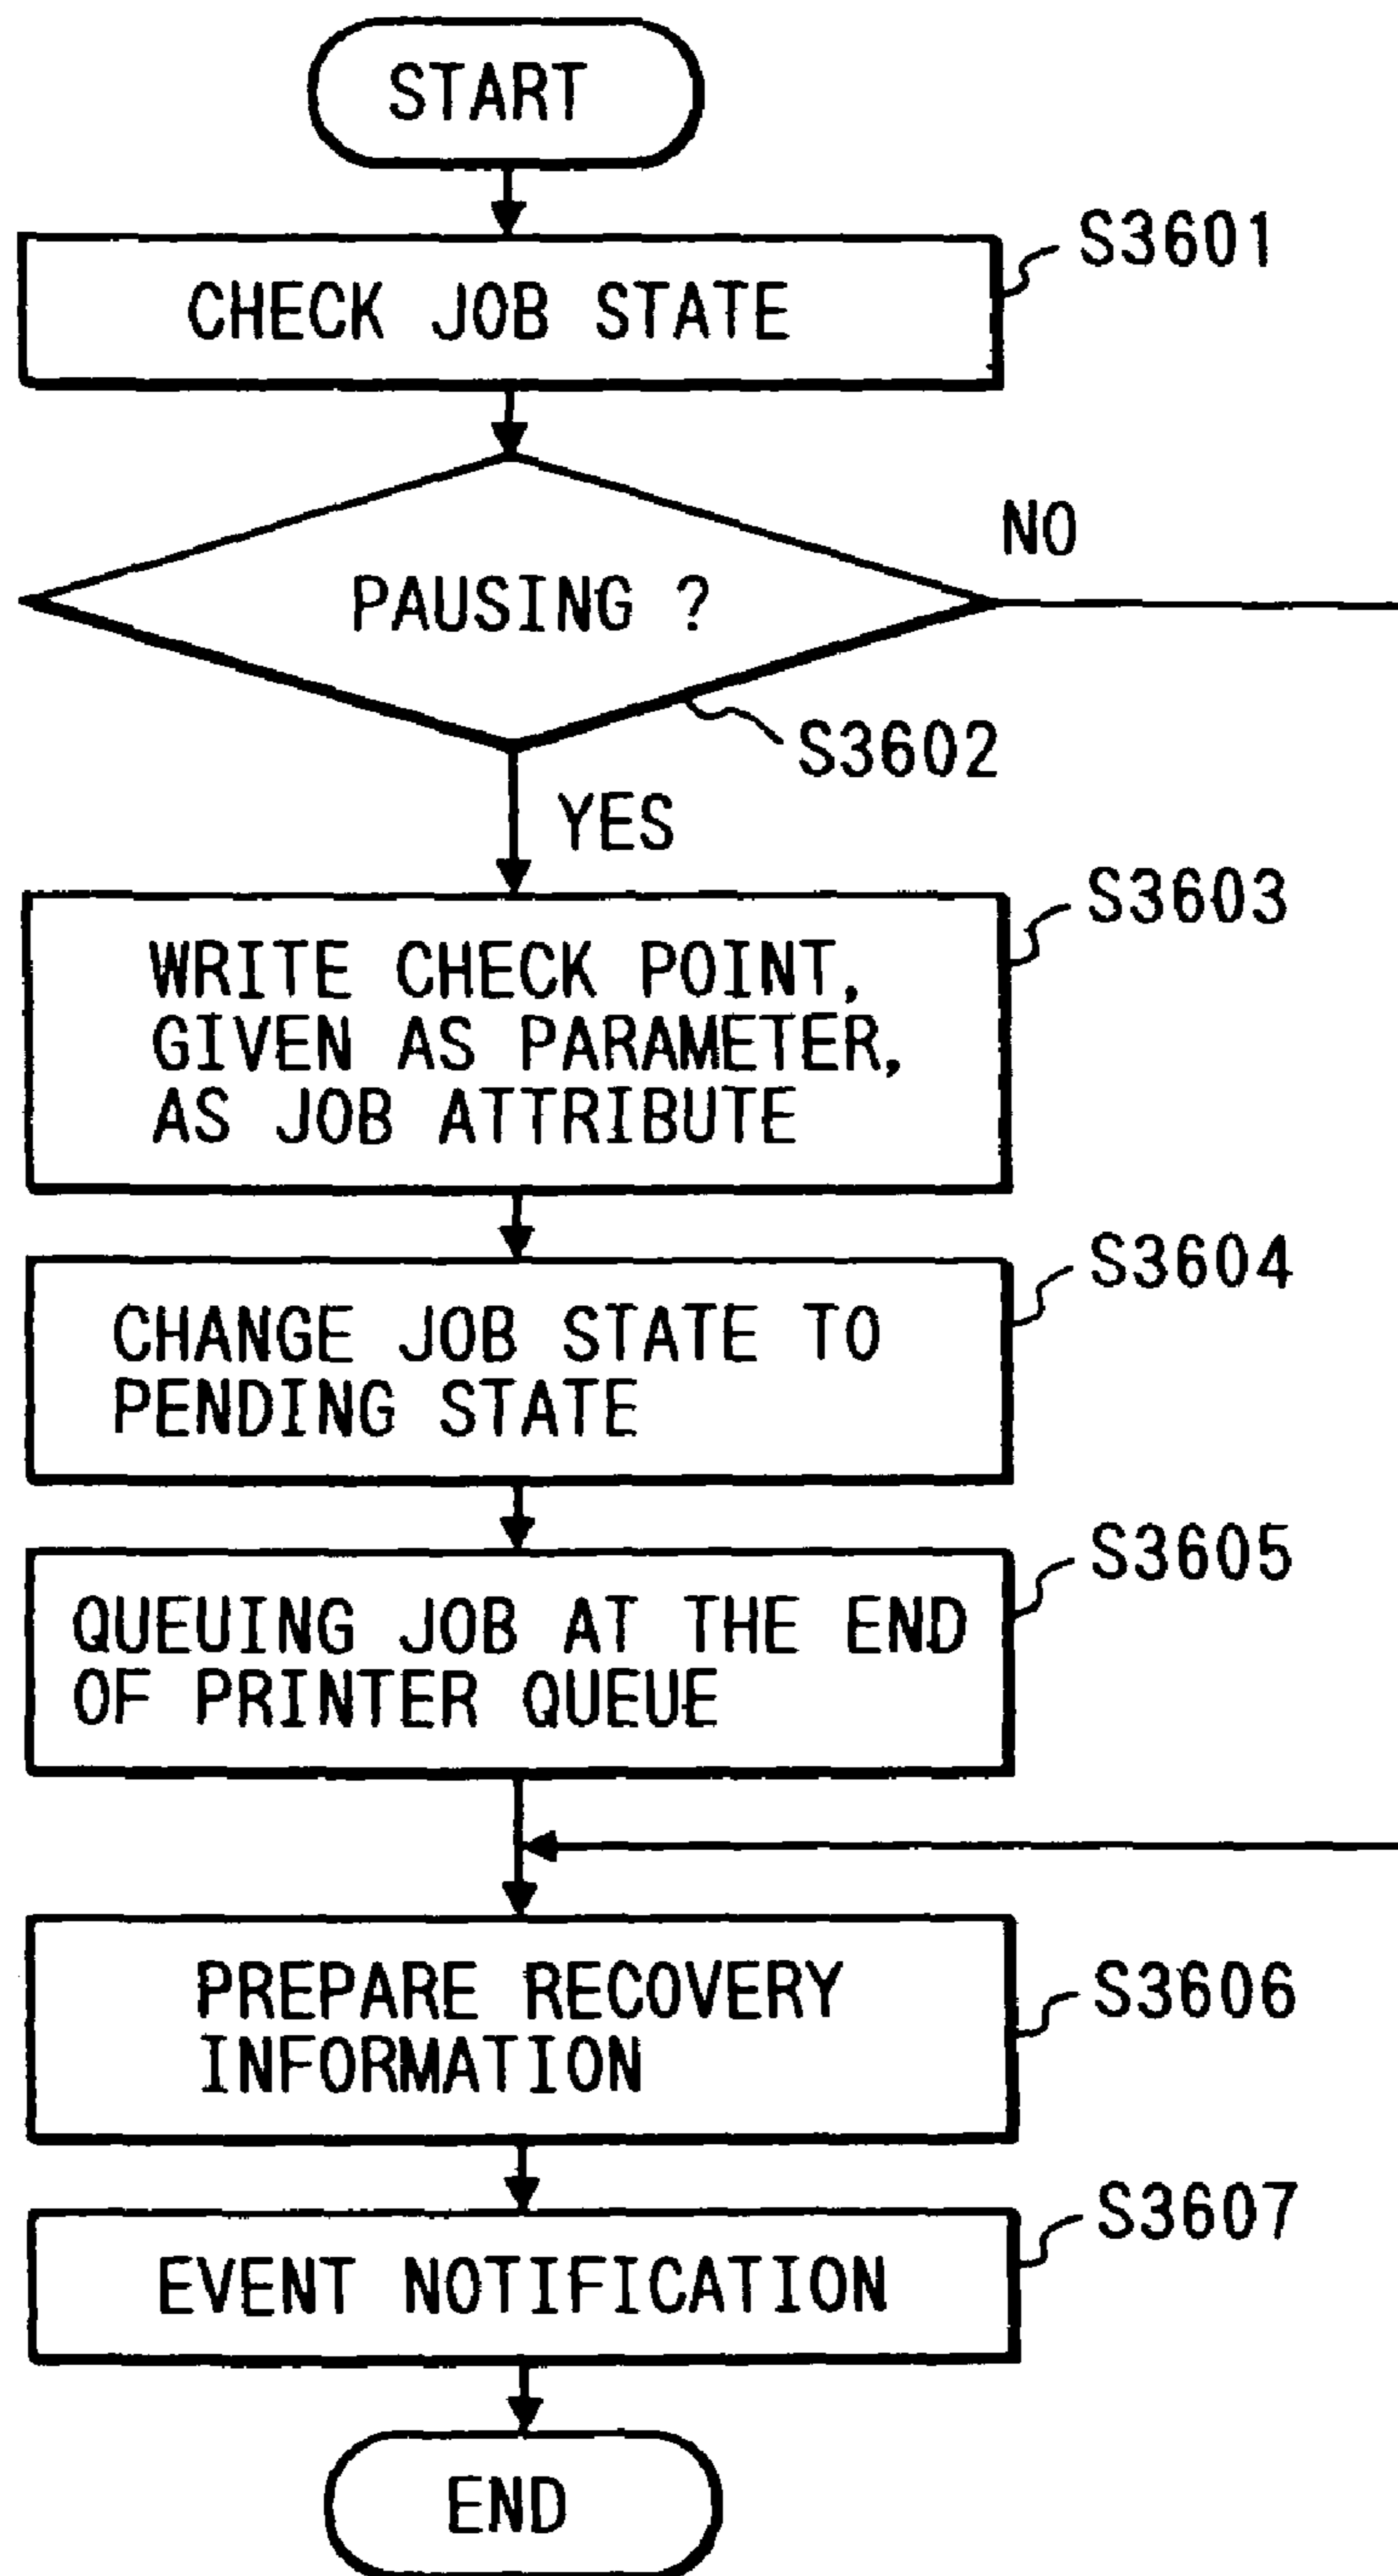 START
S3601
CHECK JOB STATE
NO
PAUSING ?
S3602
YES
S3603
WRITE CHECK POINT,
GIVEN AS PARAMETER,
AS JOB ATTRIBUTE
S3604
CHANGE JOB STATE TO
PENDING STATE
S3605
QUEUING JOB AT THE END
OF PRINTER QUEUE
S3606
PREPARE RECOVERY
INFORMATION
S3607
EVENT NOTIFICATION
END